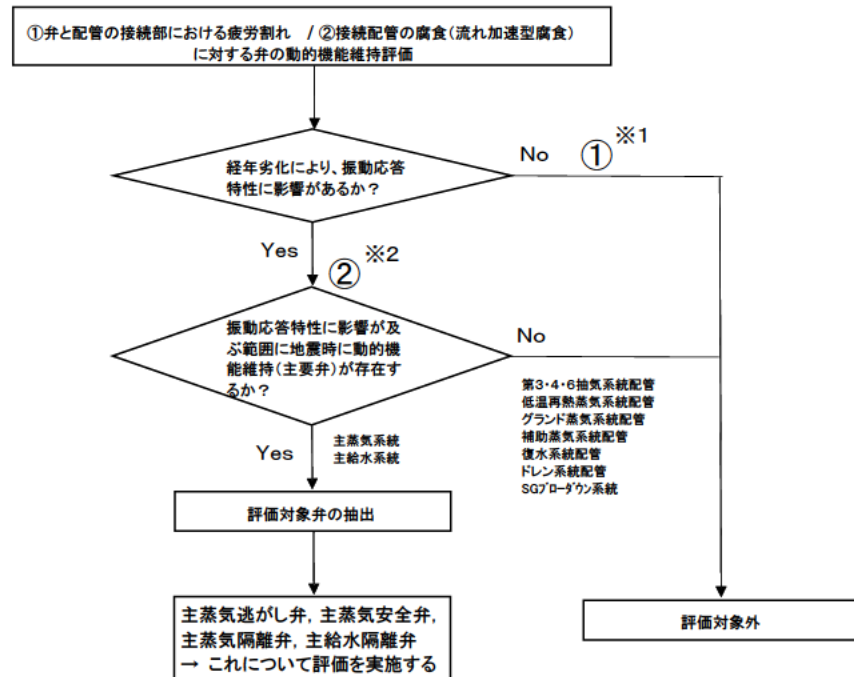 ①弁と配管の接続部における疲労割れ /②接続配管の腐食(流れ加速型腐食)
に対する弁の動的機能維持評価
経年劣化により、振動応答
特性に影響があるか?
No ①※1
Yes
②※2
振動応答特性に影響が及
ぶ範囲に地震時に動的機
能維持(主要弁)が存在す
るか?
No
第3・4・6抽気系統配管
低温再熱蒸気系統配管
グランド蒸気系統配管
補助蒸気系統配管
復水系統配管
ドレン系統配管
SGブローダウン系統
Yes
主蒸気系統
主給水系統
評価対象弁の抽出
主蒸気逃がし弁, 主蒸気安全弁,
主蒸気隔離弁, 主給水隔離弁
→ これについて評価を実施する
評価対象外